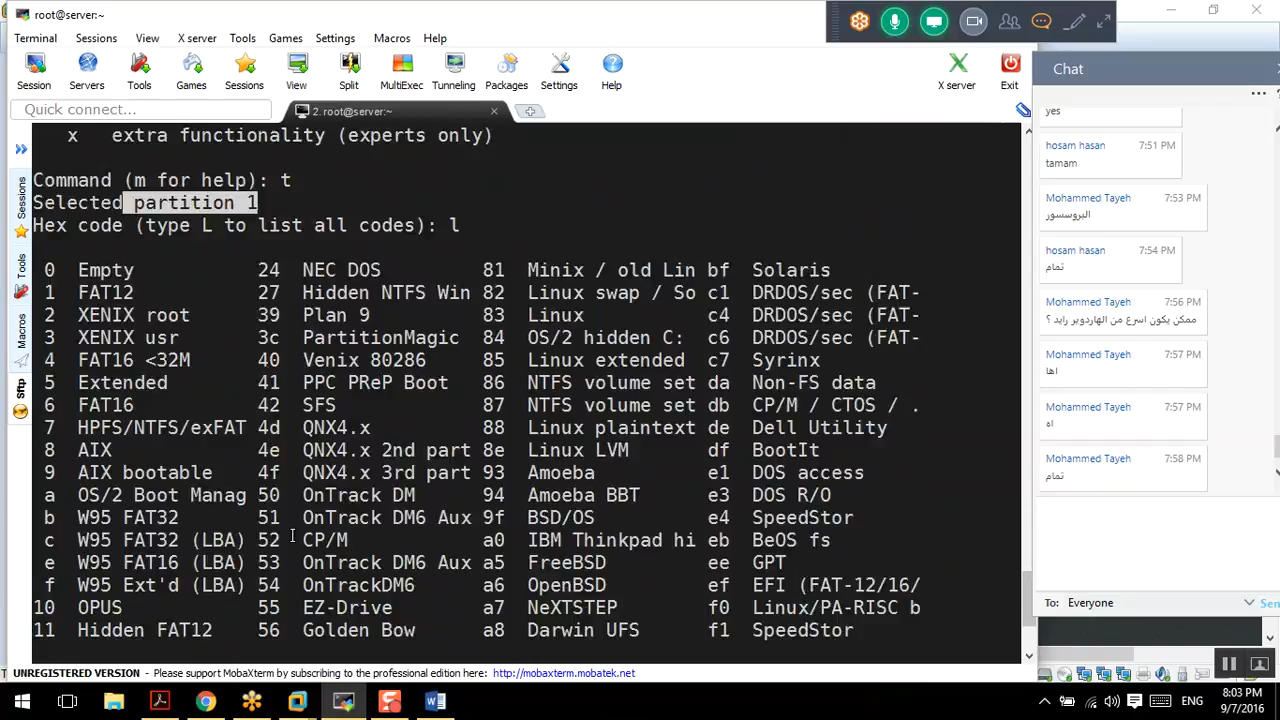 root@server:~
Terminal Sessions View X server Tools Games Settings Macros Help
Session Servers Tools Games Sessions View Split MultiExec Tunneling Packages Settings Help X server Exit
Quick connect...
2. root@server:~
Sessions
Tools
Macros
Sftp
x extra functionality (experts only)
Command (m for help): t
Selected partition 1
Hex code (type L to list all codes): l
0 Empty 24 NEC DOS 81 Minix / old Lin bf Solaris
1 FAT12 27 Hidden NTFS Win 82 Linux swap / So c1 DRDOS/sec (FAT-
2 XENIX root 39 Plan 9 83 Linux c4 DRDOS/sec (FAT-
3 XENIX usr 3c PartitionMagic 84 OS/2 hidden C: c6 DRDOS/sec (FAT-
4 FAT16 <32M 40 Venix 80286 85 Linux extended c7 Syrinx
5 Extended 41 PPC PReP Boot 86 NTFS volume set da Non-FS data
6 FAT16 42 SFS 87 NTFS volume set db CP/M / CTOS / .
7 HPFS/NTFS/exFAT 4d QNX4.x 88 Linux plaintext de Dell Utility
8 AIX 4e QNX4.x 2nd part 8e Linux LVM df BootIt
9 AIX bootable 4f QNX4.x 3rd part 93 Amoeba e1 DOS access
a OS/2 Boot Manag 50 OnTrack DM 94 Amoeba BBT e3 DOS R/O
b W95 FAT32 51 OnTrack DM6 Aux 9f BSD/OS e4 SpeedStor
c W95 FAT32 (LBA) 52 CP/M a0 IBM Thinkpad hi eb BeOS fs
e W95 FAT16 (LBA) 53 OnTrack DM6 Aux a5 FreeBSD ee GPT
f W95 Ext'd (LBA) 54 OnTrackDM6 a6 OpenBSD ef EFI (FAT-12/16/
10 OPUS 55 EZ-Drive a7 NeXTSTEP f0 Linux/PA-RISC b
11 Hidden FAT12 56 Golden Bow a8 Darwin UFS f1 SpeedStor
UNREGISTERED VERSION - Please support MobaXterm by subscribing to the professional edition here: http://mobaxterm.mobatek.net
Chat
yes
hosam hasan 7:51 PM
tamam
Mohammed Tayeh 7:53 PM
البروسسور
hosam hasan 7:54 PM
تمام
Mohammed Tayeh 7:56 PM
ممكن يكون اسرع من الهاردوير رايد ؟
Mohammed Tayeh 7:57 PM
اها
Mohammed Tayeh 7:57 PM
اه
Mohammed Tayeh 7:58 PM
تمام
To: Everyone
ENG
8:03 PM
9/7/2016